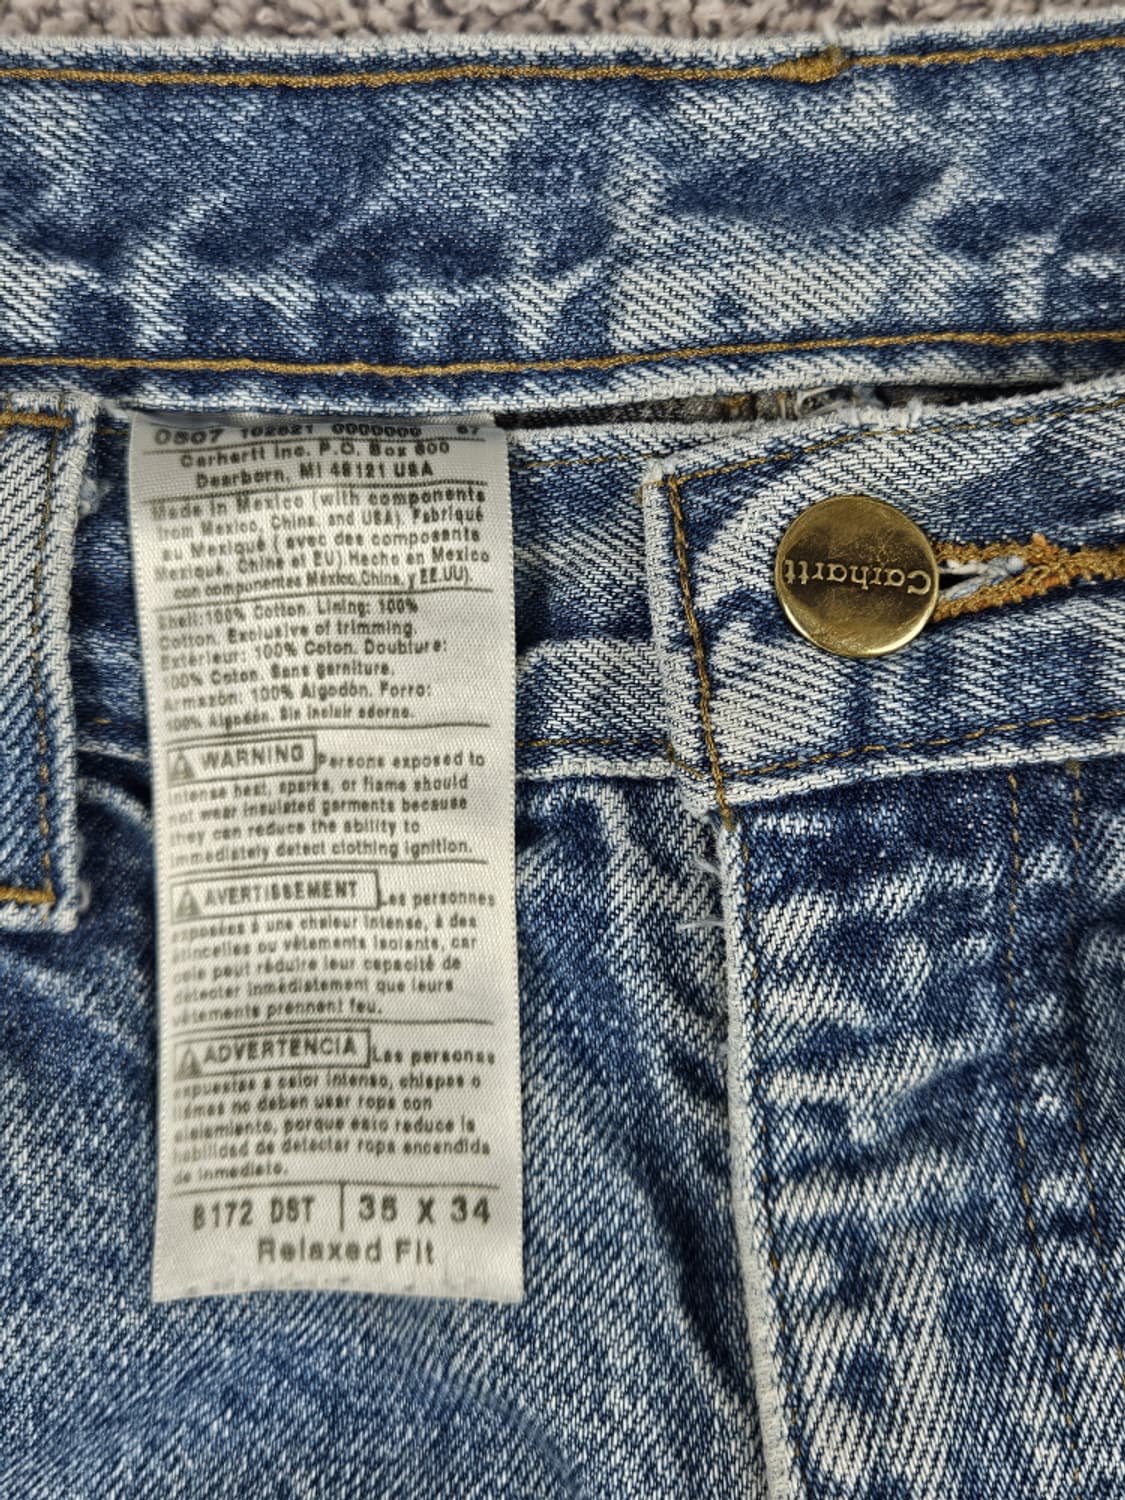 0807 102821 0000000 67
Carhartt Inc. P.O. Box 600
Dearborn, MI 48121 USA
Made in Mexico (with components
from Mexico, China, and USA). Fabriqué
au Mexique ( avec des composants
Mexique, Chine et EU) Hecho en Mexico
con componentes México,China, y EE.UU).
Shell:100% Cotton. Lining: 100%
Cotton. Exclusive of trimming.
Extérieur: 100% Coton. Doublure:
100% Coton. Sans garniture.
Armazón: 100% Algodón. Forro:
100% Algodón. Sin incluir adorno.
WARNING Persons exposed to
intense heat, sparks, or flame should
not wear insulated garments because
they can reduce the ability to
immediately detect clothing ignition.
AVERTISSEMENT Les personnes
exposées à une chaleur intense, à des
étincelles ou vêtements isolants, car
cela peut réduire leur capacité de
détecter immédiatement que leurs
vêtements prennent feu.
ADVERTENCIA Las personas
expuestas a calor intenso, chispas o
llamas no deben usar ropa con
aislamiento, porque esto reduce la
habilidad de detectar ropa encendida
de inmediato.
B172 DST 38 X 34
Relaxed Fit
Carhartt